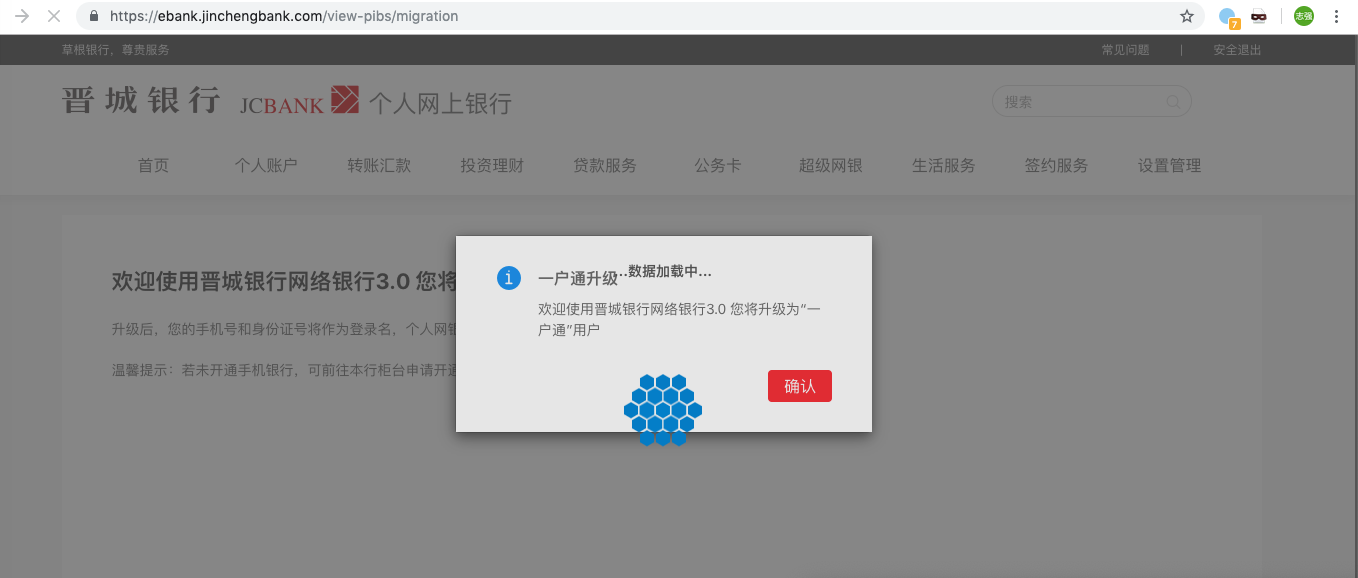 https://ebank.jinchengbank.com/view-pibs/migration
7
志强
草根银行，尊贵服务
常见问题 | 安全退出
晋城银行 JCBANK 个人网上银行
搜索
首页 个人账户 转账汇款 投资理财 贷款服务 公务卡 超级网银 生活服务 签约服务 设置管理
欢迎使用晋城银行网络银行3.0 您将
升级后，您的手机号和身份证号将作为登录名，个人网银
温馨提示：若未开通手机银行，可前往本行柜台申请开通
一户通升级
...数据加载中...
欢迎使用晋城银行网络银行3.0 您将升级为“一
户通”用户
确认